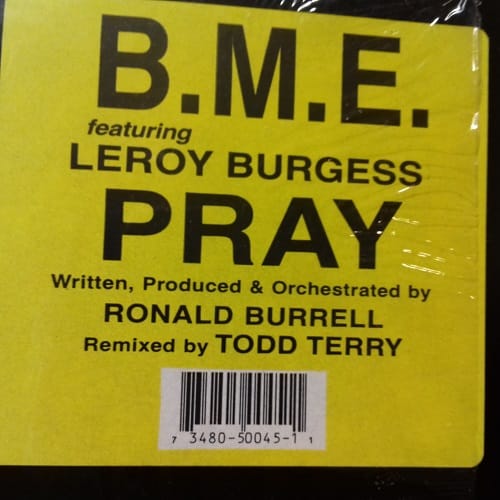 B.M.E.
featuring
LEROY BURGESS
PRAY
Written, Produced & Orchestrated by
RONALD BURRELL
Remixed by TODD TERRY
7 3480-50045-1 1